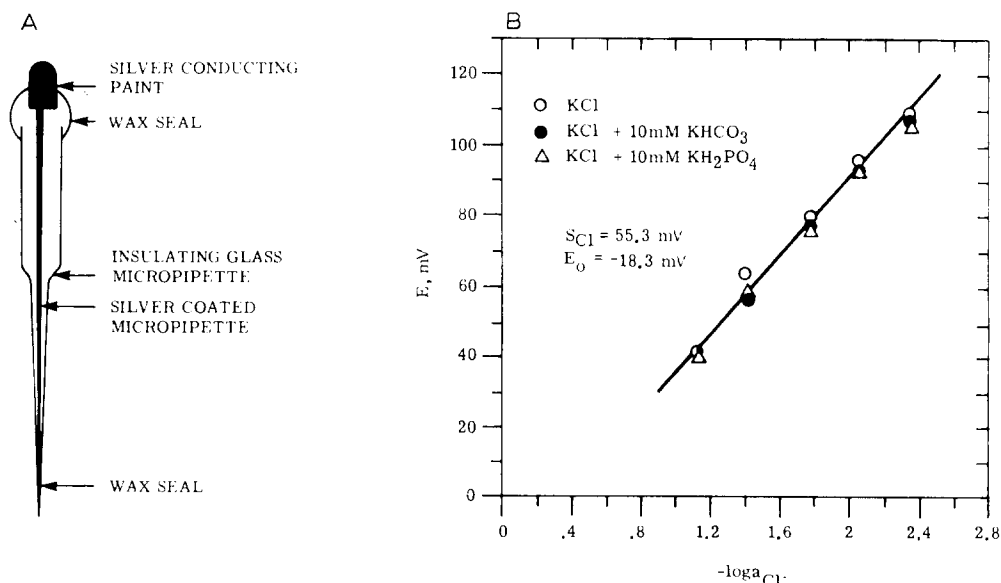 A
SILVER CONDUCTING
PAINT
WAX SEAL
INSULATING GLASS
MICROPIPETTE
SILVER COATED
MICROPIPETTE
WAX SEAL
B
120
100
80
60
40
20
0
E, mV
KCl
KCl + 10mM KHCO3
KCl + 10mM KH2PO4
SCl = 55.3 mV
Eo = -18.3 mV
0 .4 .8 1.2 1.6 2 2.4 2.8
-logaCl-